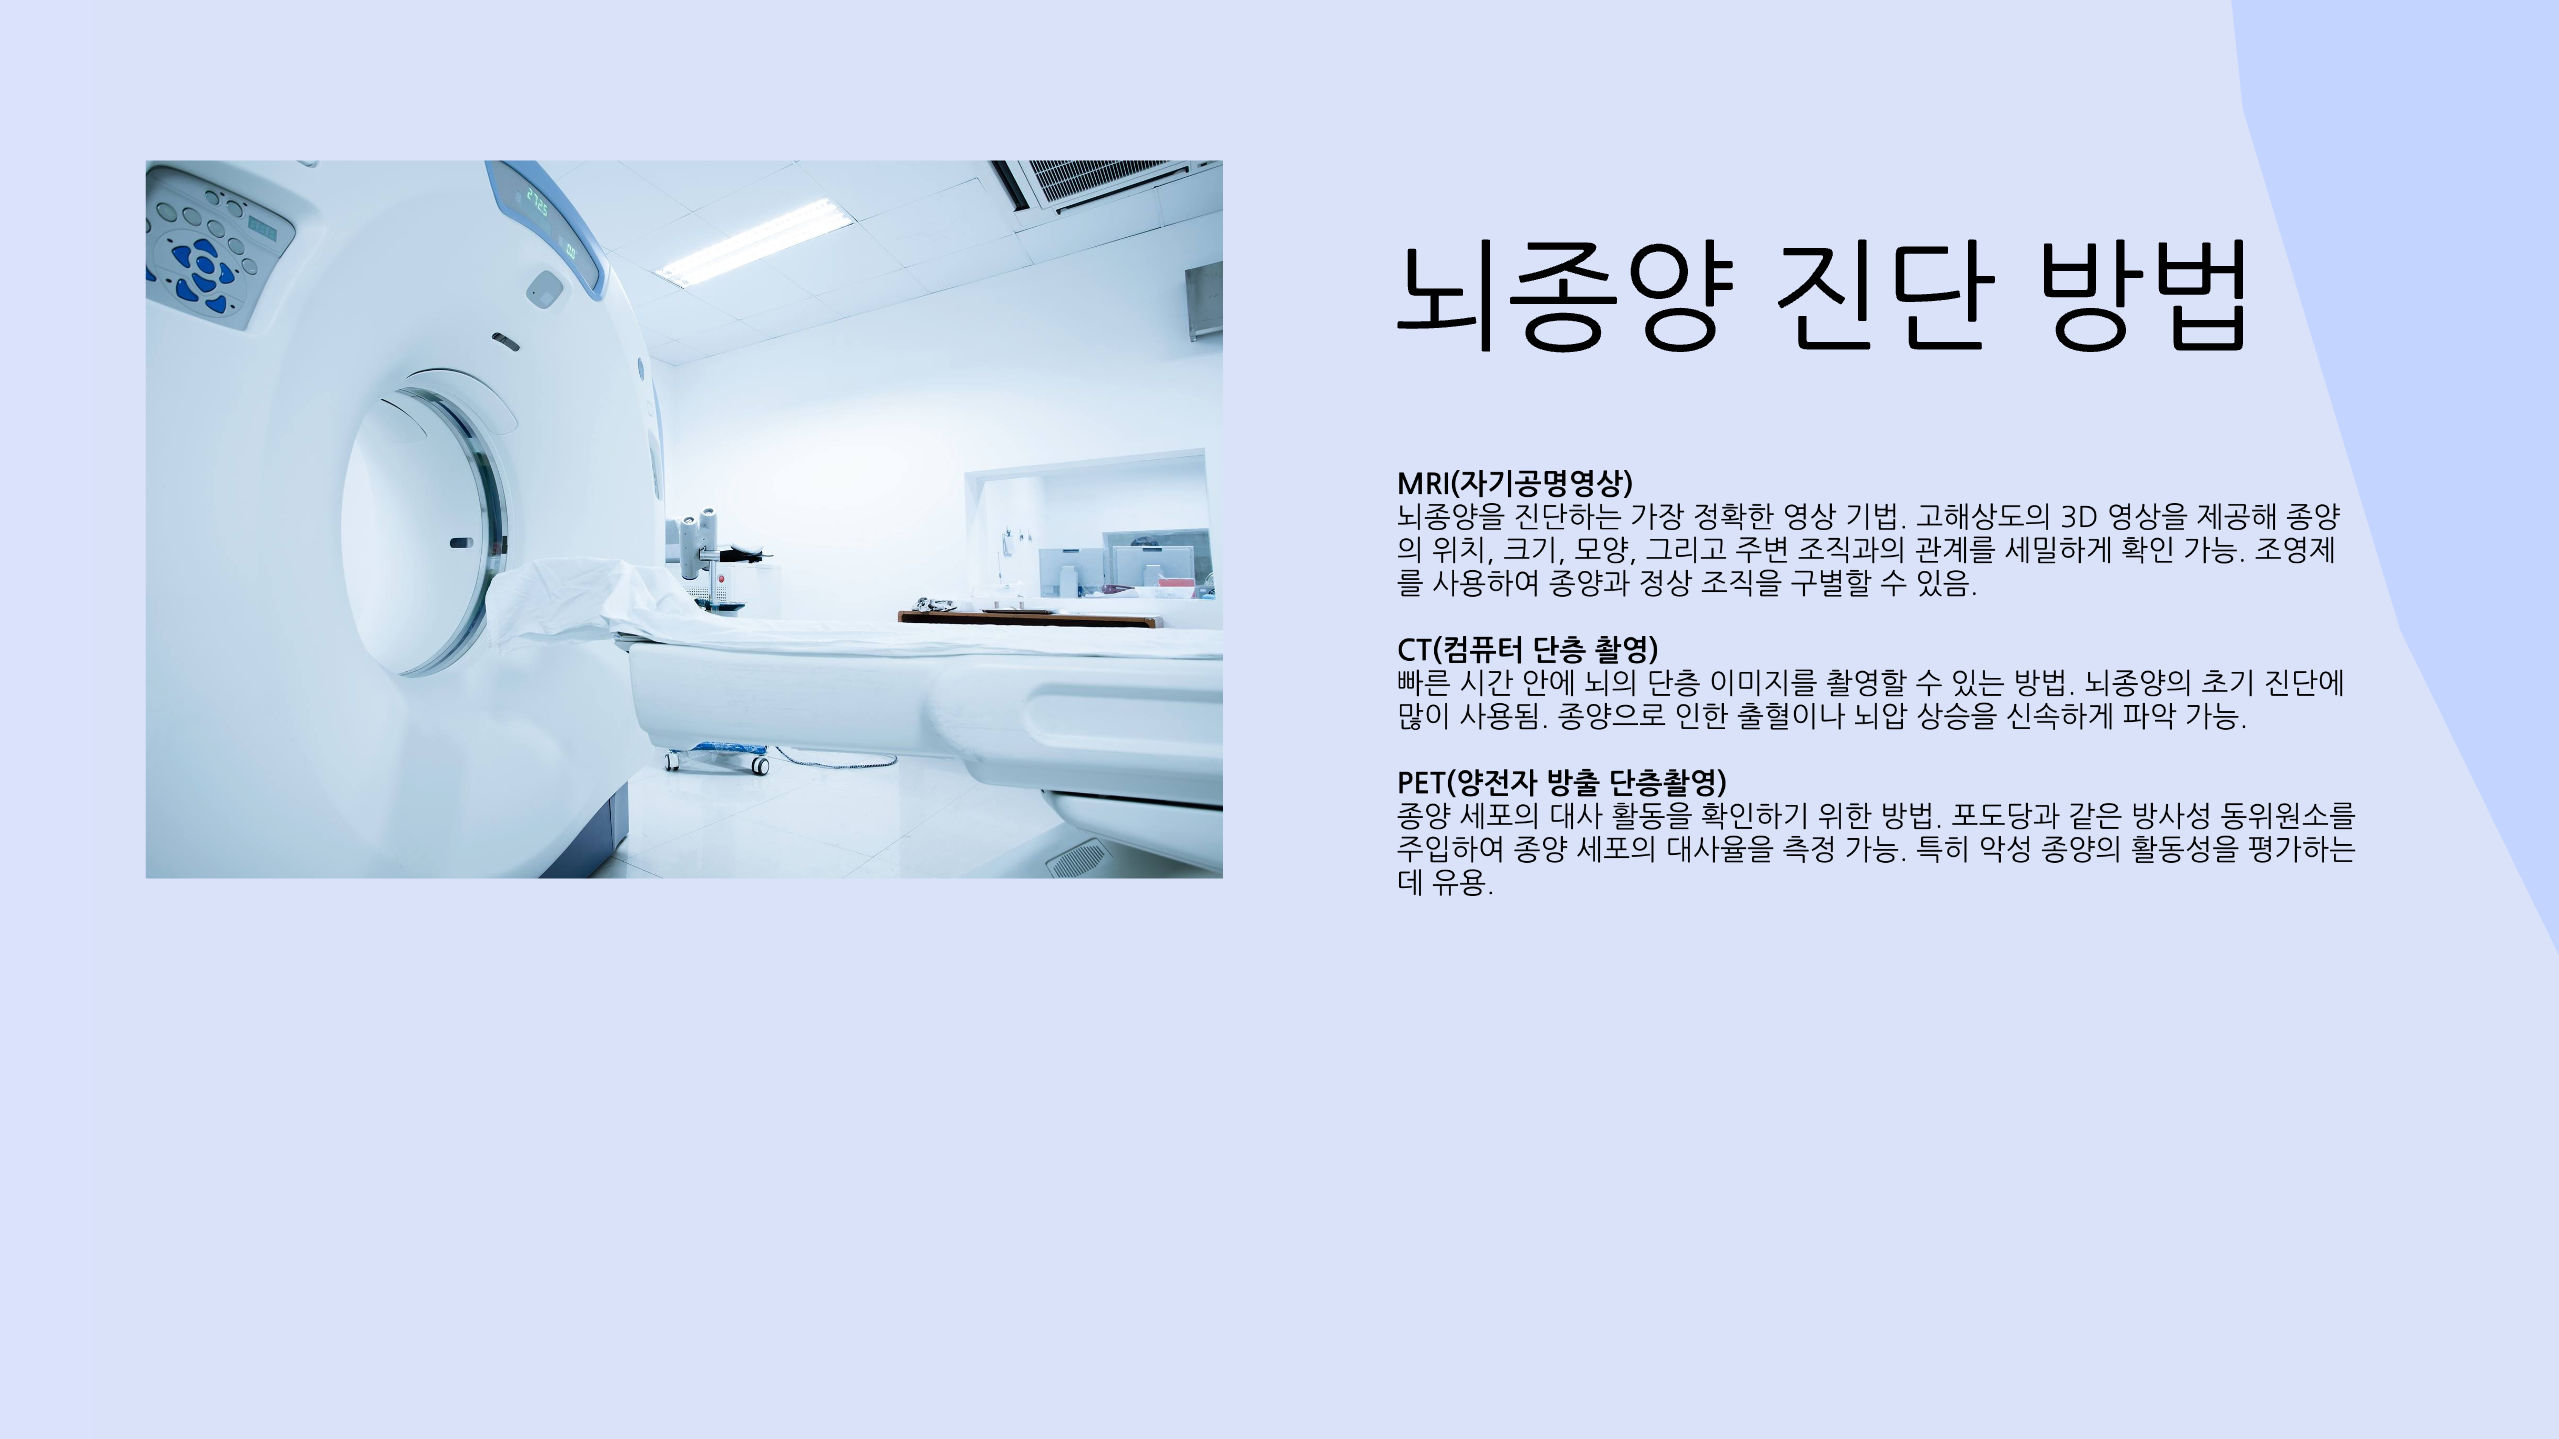 뇌종양 진단 방법
MRI(자기공명영상)
뇌종양을 진단하는 가장 정확한 영상 기법. 고해상도의 3D 영상을 제공해 종양
의 위치, 크기, 모양, 그리고 주변 조직과의 관계를 세밀하게 확인 가능. 조영제
를 사용하여 종양과 정상 조직을 구별할 수 있음.
CT(컴퓨터 단층 촬영)
빠른 시간 안에 뇌의 단층 이미지를 촬영할 수 있는 방법. 뇌종양의 초기 진단에
많이 사용됨. 종양으로 인한 출혈이나 뇌압 상승을 신속하게 파악 가능.
PET(양전자 방출 단층촬영)
종양 세포의 대사 활동을 확인하기 위한 방법. 포도당과 같은 방사성 동위원소를
주입하여 종양 세포의 대사율을 측정 가능. 특히 악성 종양의 활동성을 평가하는
데 유용.